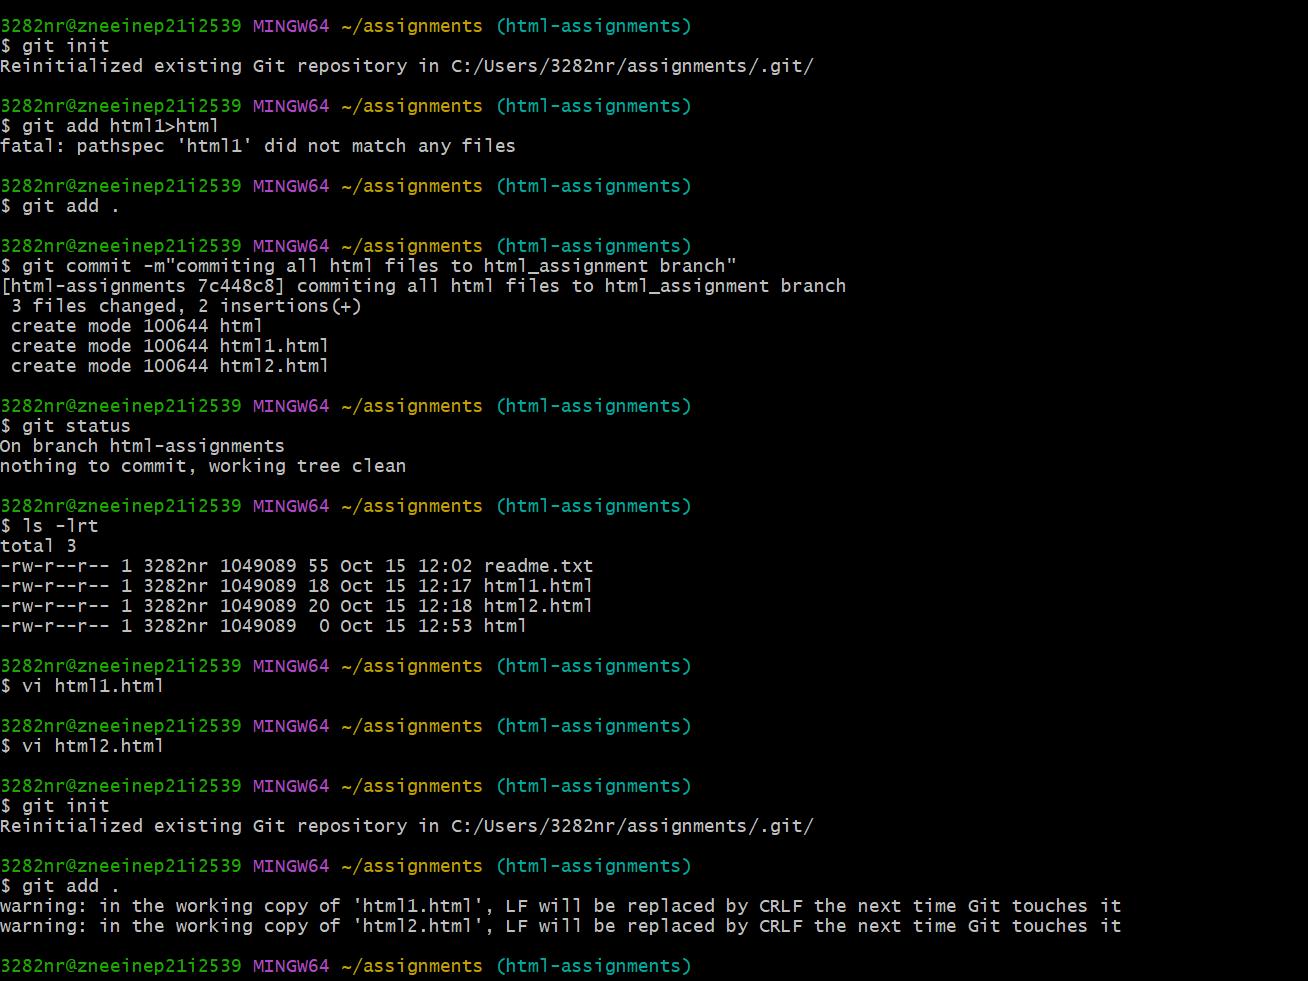 3282nr@zneeinep21i2539 MINGW64 ~/assignments (html-assignments)
$ git init
Reinitialized existing Git repository in C:/Users/3282nr/assignments/.git/
3282nr@zneeinep21i2539 MINGW64 ~/assignments (html-assignments)
$ git add html1>html
fatal: pathspec 'html1' did not match any files
3282nr@zneeinep21i2539 MINGW64 ~/assignments (html-assignments)
$ git add .
3282nr@zneeinep21i2539 MINGW64 ~/assignments (html-assignments)
$ git commit -m"commiting all html files to html_assignment branch"
[html-assignments 7c448c8] commiting all html files to html_assignment branch
 3 files changed, 2 insertions(+)
 create mode 100644 html
 create mode 100644 html1.html
 create mode 100644 html2.html
3282nr@zneeinep21i2539 MINGW64 ~/assignments (html-assignments)
$ git status
On branch html-assignments
nothing to commit, working tree clean
3282nr@zneeinep21i2539 MINGW64 ~/assignments (html-assignments)
$ ls -lrt
total 3
-rw-r--r-- 1 3282nr 1049089 55 Oct 15 12:02 readme.txt
-rw-r--r-- 1 3282nr 1049089 18 Oct 15 12:17 html1.html
-rw-r--r-- 1 3282nr 1049089 20 Oct 15 12:18 html2.html
-rw-r--r-- 1 3282nr 1049089  0 Oct 15 12:53 html
3282nr@zneeinep21i2539 MINGW64 ~/assignments (html-assignments)
$ vi html1.html
3282nr@zneeinep21i2539 MINGW64 ~/assignments (html-assignments)
$ vi html2.html
3282nr@zneeinep21i2539 MINGW64 ~/assignments (html-assignments)
$ git init
Reinitialized existing Git repository in C:/Users/3282nr/assignments/.git/
3282nr@zneeinep21i2539 MINGW64 ~/assignments (html-assignments)
$ git add .
warning: in the working copy of 'html1.html', LF will be replaced by CRLF the next time Git touches it
warning: in the working copy of 'html2.html', LF will be replaced by CRLF the next time Git touches it
3282nr@zneeinep21i2539 MINGW64 ~/assignments (html-assignments)